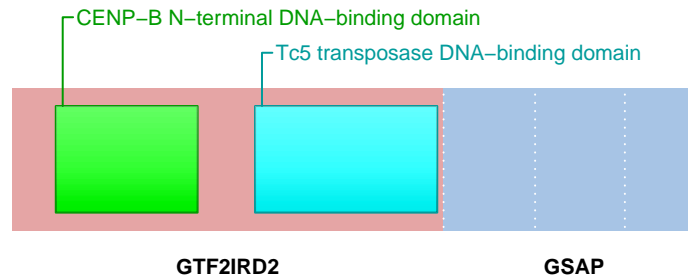 CENP−B N−terminal DNA−binding domain
Tc5 transposase DNA−binding domain
GTF2IRD2 GSAP